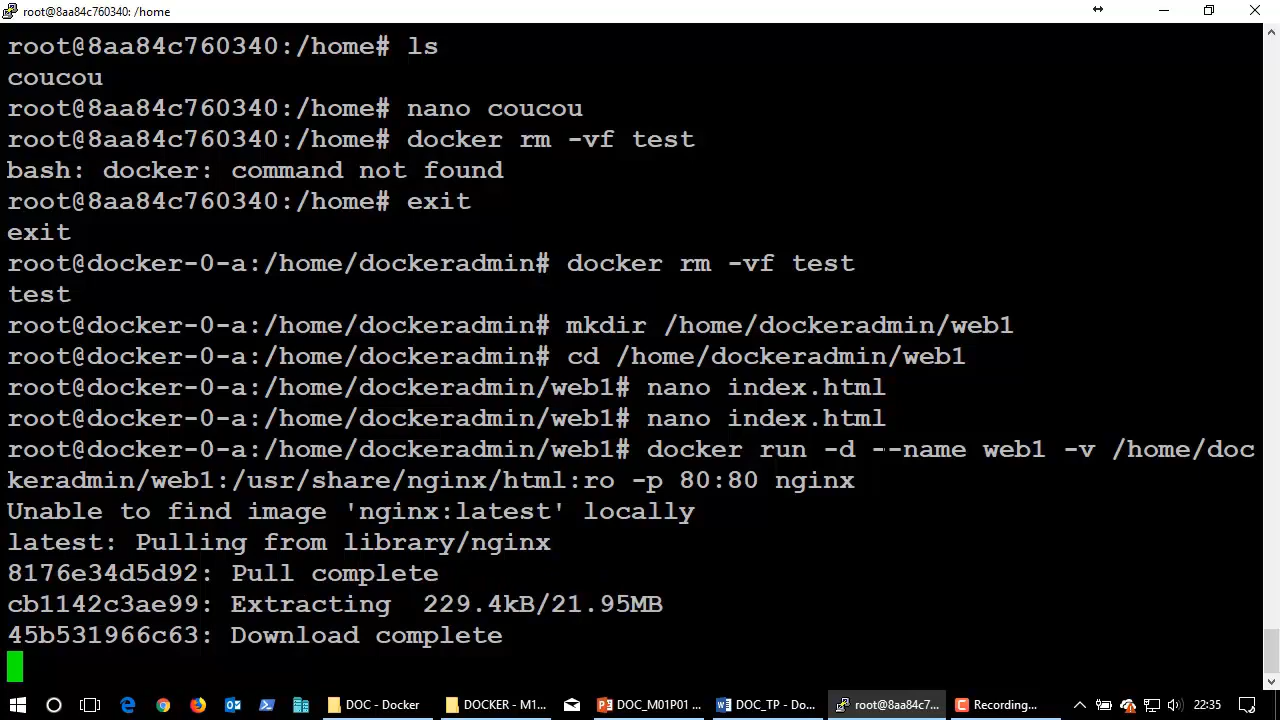 root@8aa84c760340: /home
root@8aa84c760340:/home# ls
coucou
root@8aa84c760340:/home# nano coucou
root@8aa84c760340:/home# docker rm -vf test
bash: docker: command not found
root@8aa84c760340:/home# exit
exit
root@docker-0-a:/home/dockeradmin# docker rm -vf test
test
root@docker-0-a:/home/dockeradmin# mkdir /home/dockeradmin/web1
root@docker-0-a:/home/dockeradmin# cd /home/dockeradmin/web1
root@docker-0-a:/home/dockeradmin/web1# nano index.html
root@docker-0-a:/home/dockeradmin/web1# nano index.html
root@docker-0-a:/home/dockeradmin/web1# docker run -d --name web1 -v /home/doc
keradmin/web1:/usr/share/nginx/html:ro -p 80:80 nginx
Unable to find image 'nginx:latest' locally
latest: Pulling from library/nginx
8176e34d5d92: Pull complete
cb1142c3ae99: Extracting  229.4kB/21.95MB
45b531966c63: Download complete
DOC - Docker DOCKER - M1... DOC_M01P01 ... DOC_TP - Do... root@8aa84c7... Recording... 22:35